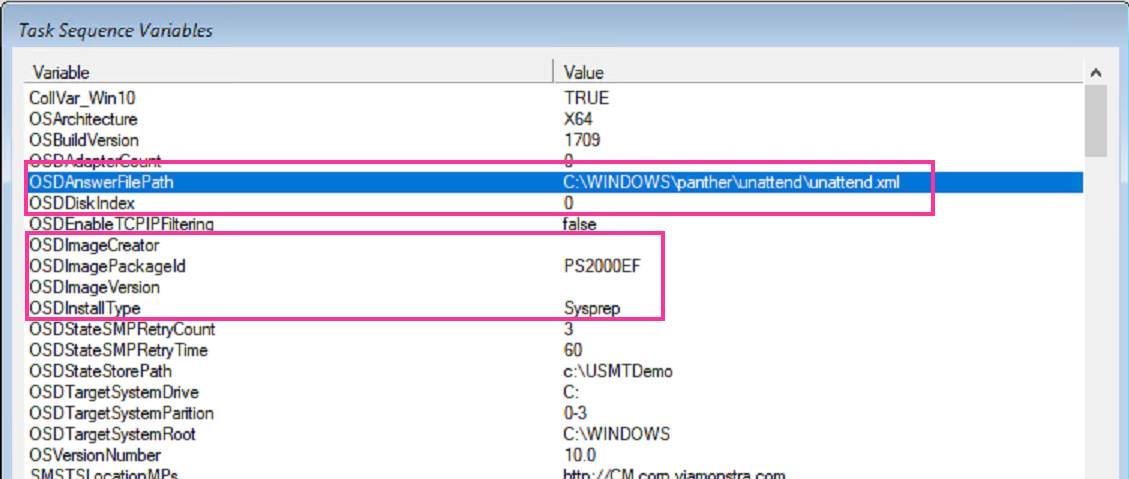 Task Sequence Variables
Variable Value
CollVar_Win10 TRUE
OSArchitecture X64
OSBuildVersion 1709
OSDAdapterCount 0
OSDAnswerFilePath C:\WINDOWS\panther\unattend\unattend.xml
OSDDiskIndex 0
OSDEnableTCPIPFiltering false
OSDImageCreator
OSDImagePackageId PS2000EF
OSDImageVersion
OSDInstallType Sysprep
OSDStateSMPRetryCount 3
OSDStateSMPRetryTime 60
OSDStateStorePath c:\USMTDemo
OSDTargetSystemDrive C:
OSDTargetSystemParition 0-3
OSDTargetSystemRoot C:\WINDOWS
OSVersionNumber 10.0
SMSTSLocationMPs http://CM.corp.viamonstra.com